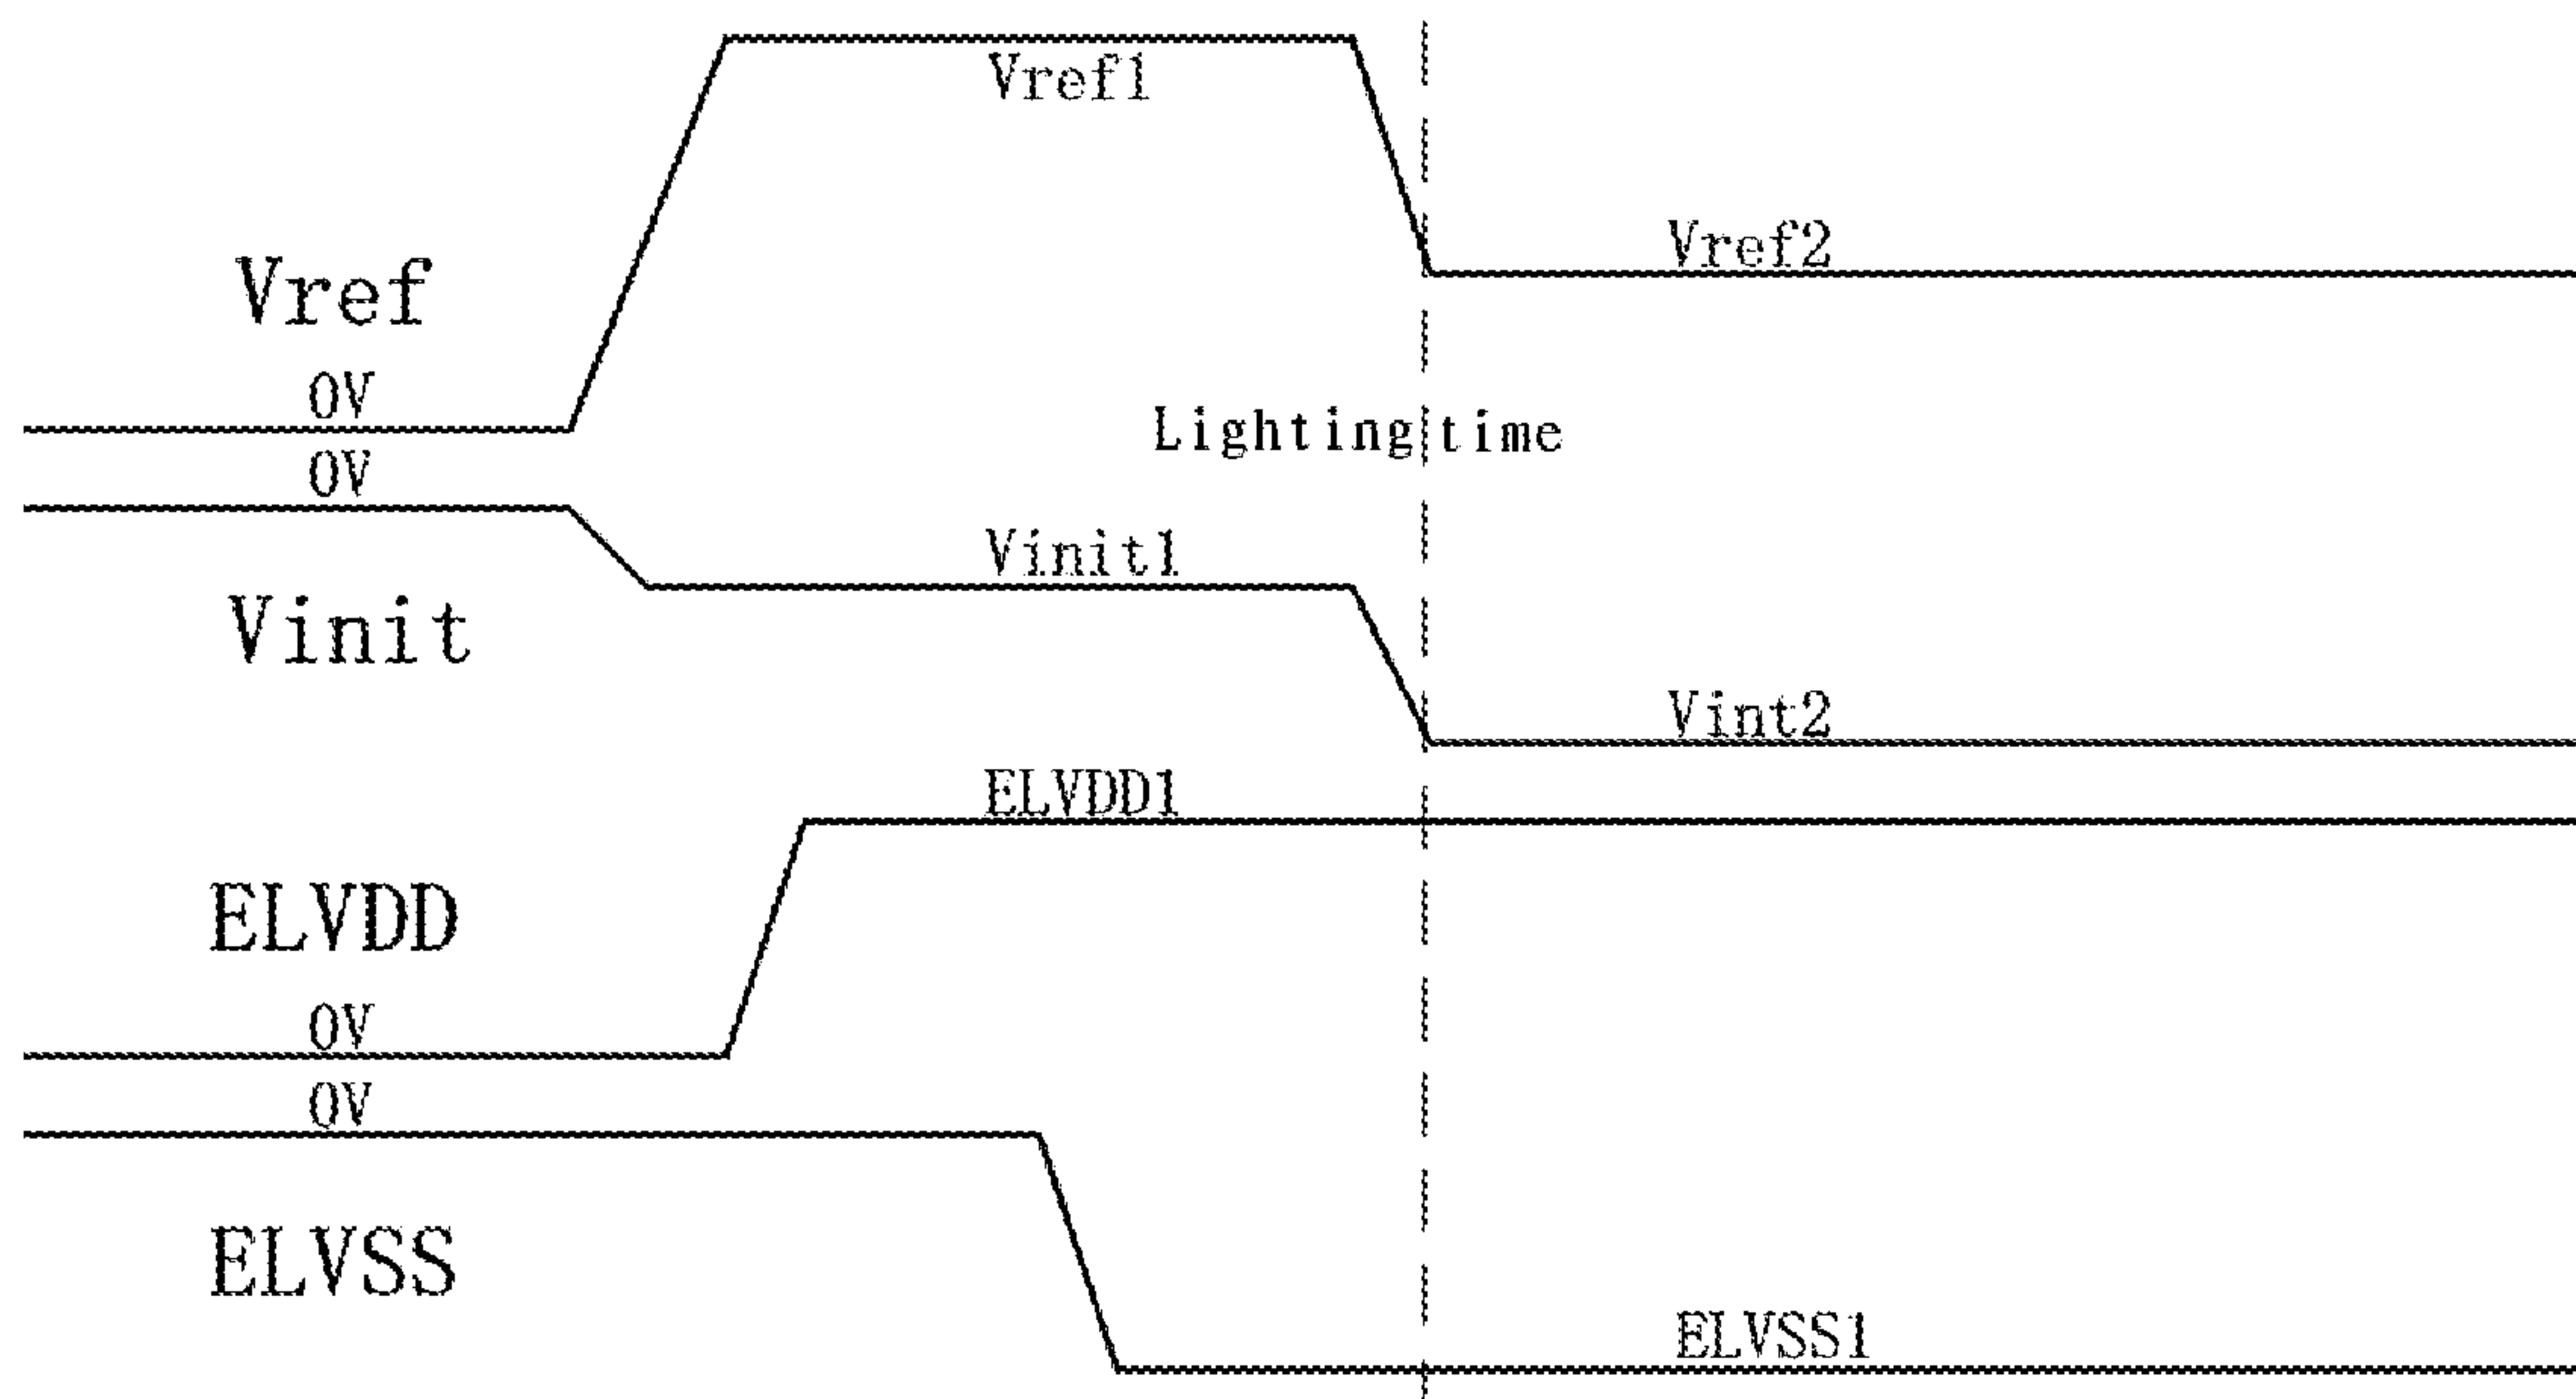 Vref1
Vref2
Vref
0V
Lighting time
0V
Vinit1
Vinit
Vint2
ELVDD1
ELVDD
0V
0V
ELVSS
ELVSS1